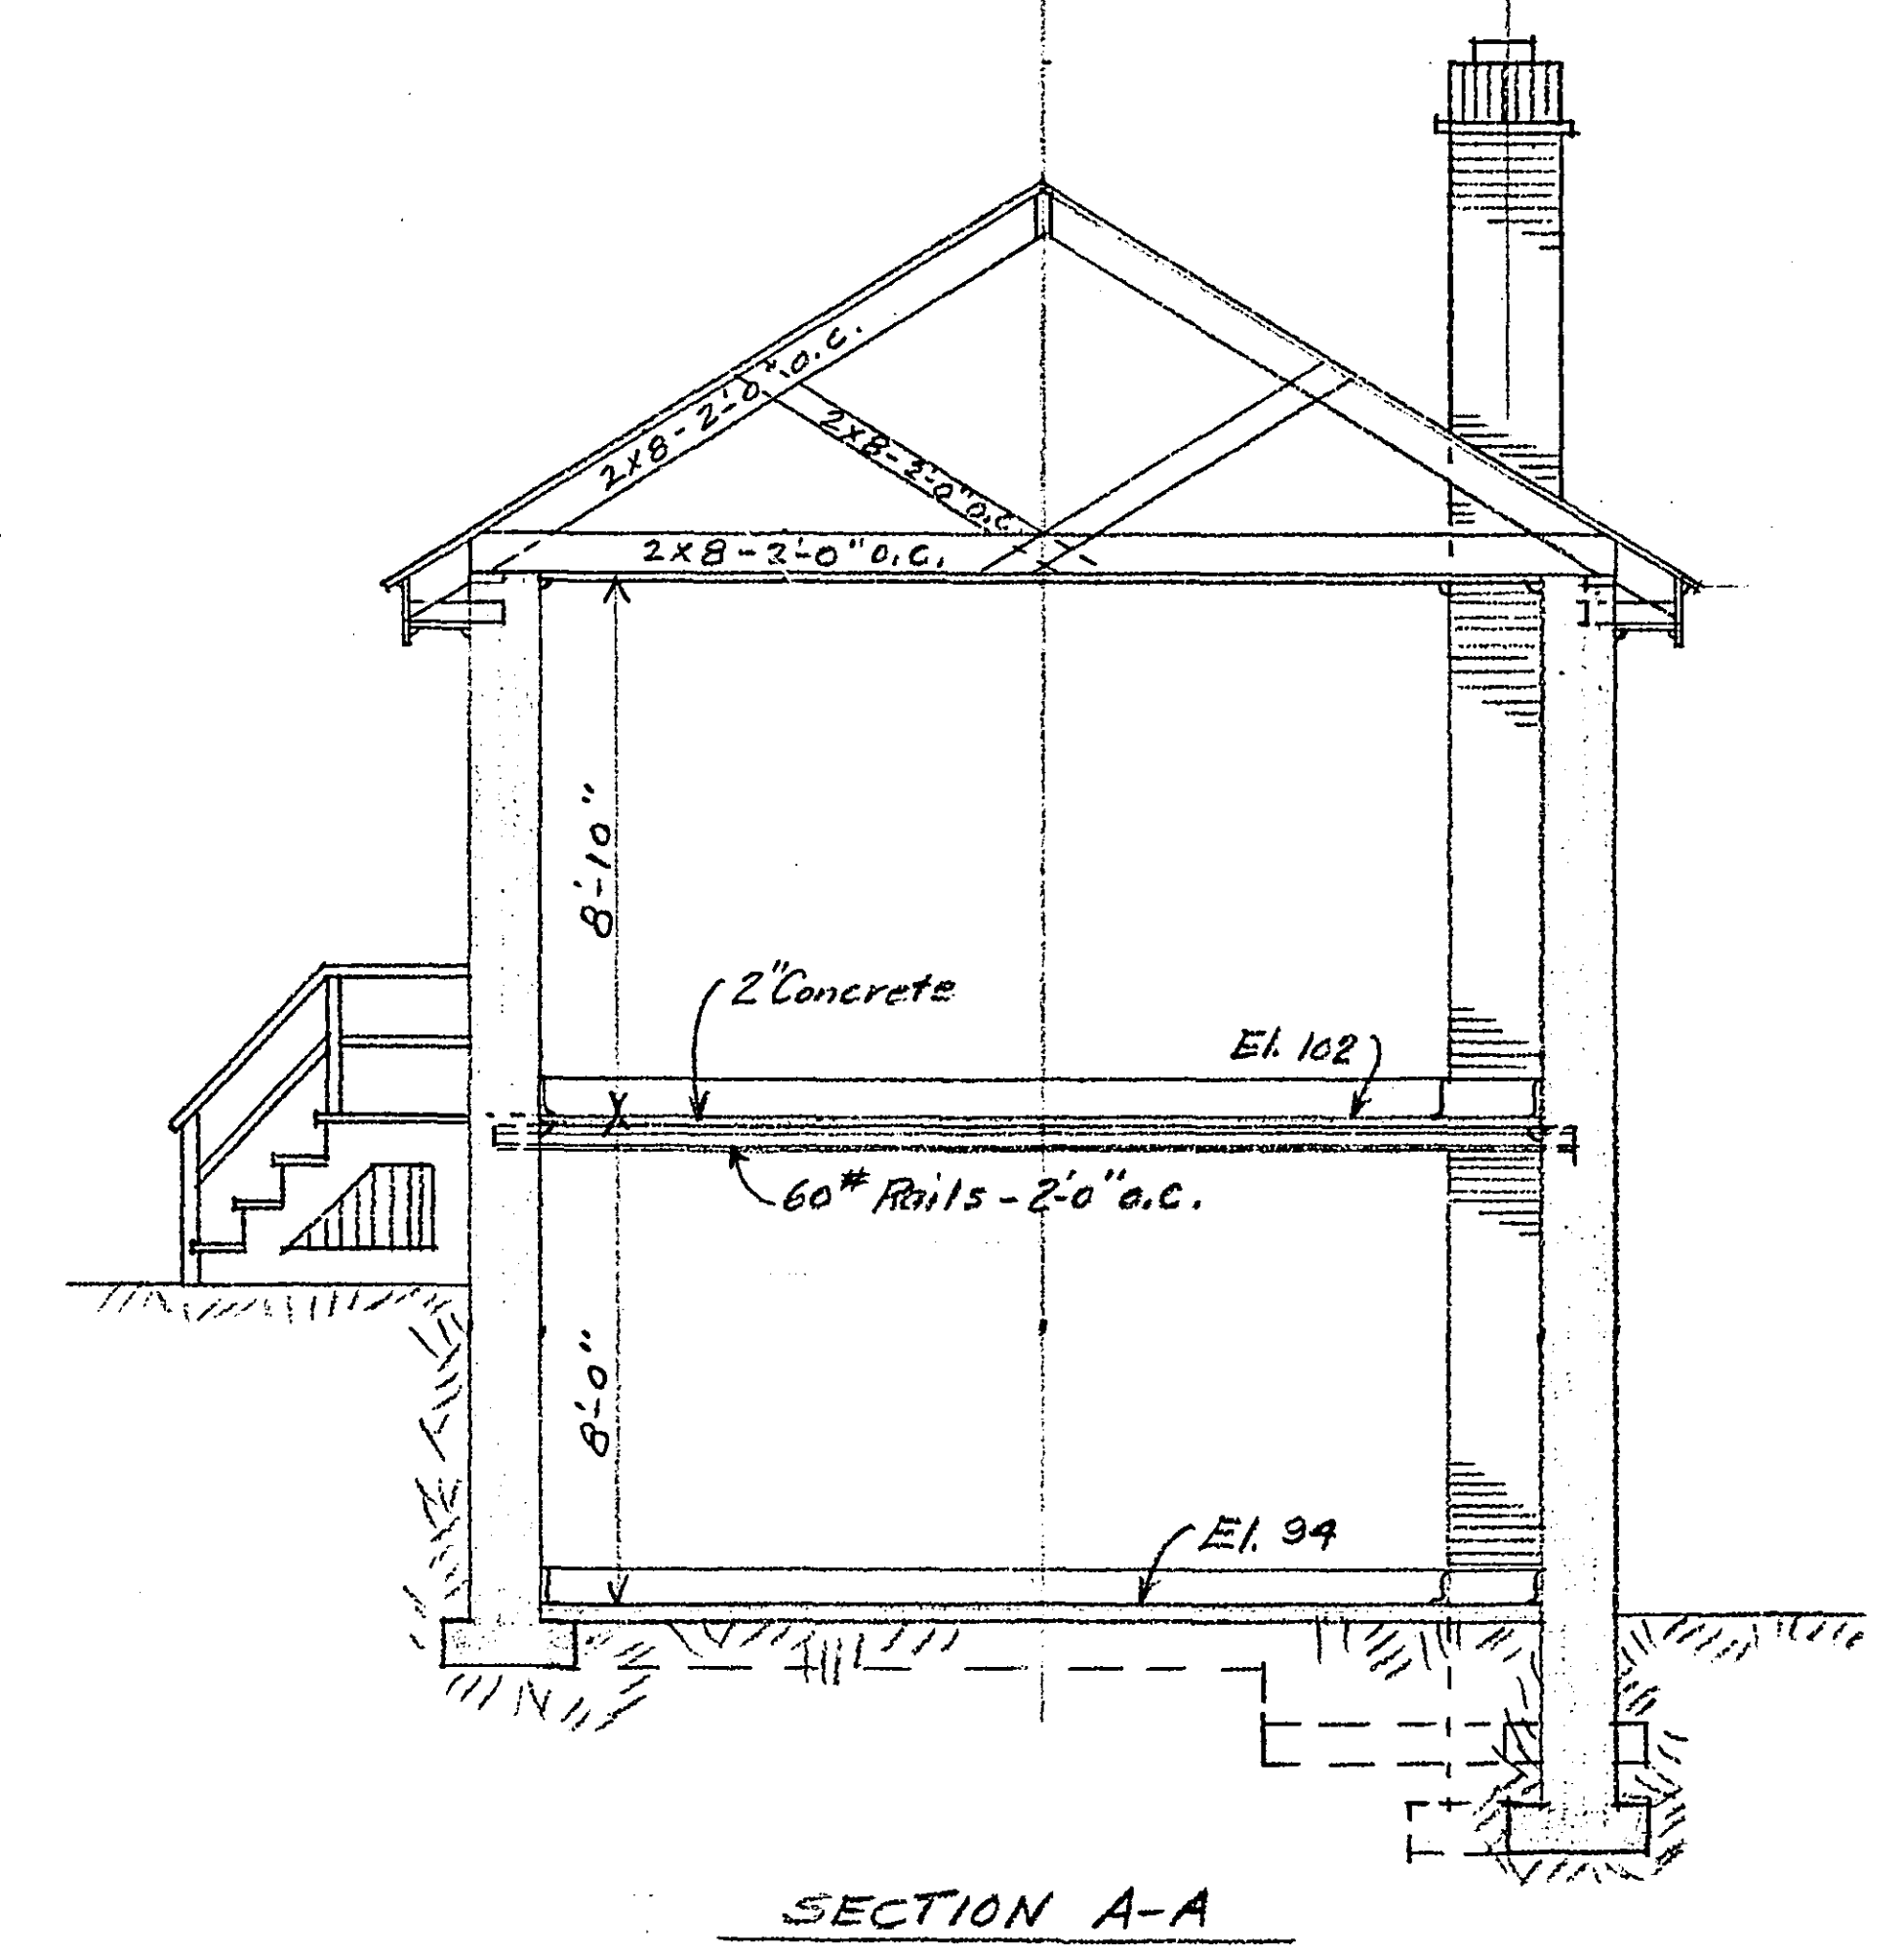 2x8-2'-0" o.c.
2x8-2'-0" o.c.
2x8-2'-0" o.c.
8'-10"
2" Concrete
El. 102
60# Rails-2'-0" o.c.
8'-0"
El. 94
SECTION A-A